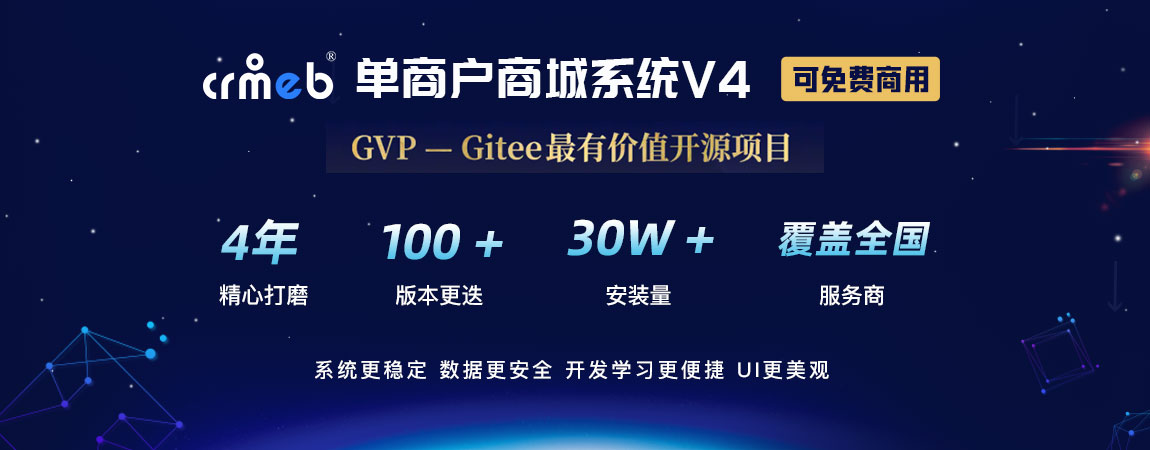 crmeb® 单商户商城系统V4 可免费商用
GVP — Gitee最有价值开源项目
4年 100 + 30W + 覆盖全国
精心打磨 版本更迭 安装量 服务商
系统更稳定 数据更安全 开发学习更便捷 UI更美观